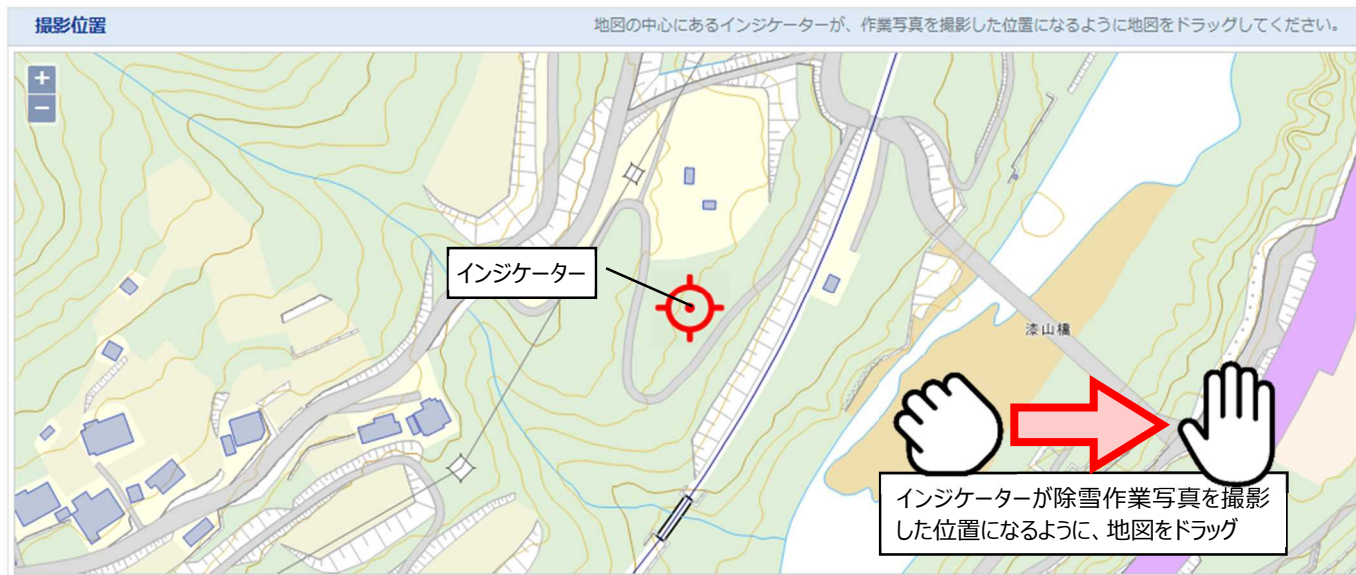 撮影位置
地図の中心にあるインジケーターが、作業写真を撮影した位置になるように地図をドラッグしてください。
+
−
インジケーター
漆山橋
インジケーターが除雪作業写真を撮影
した位置になるように、地図をドラッグ